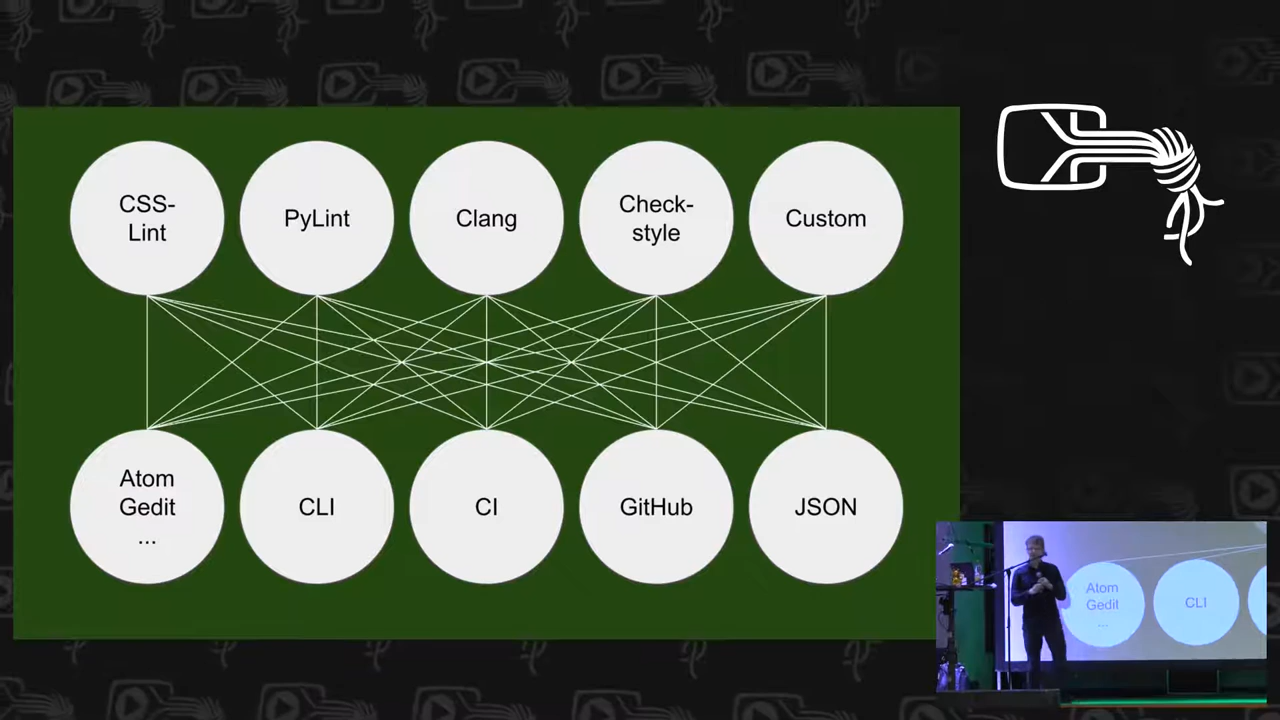 CSS-
Lint
PyLint
Clang
Check-
style
Custom
Atom
Gedit
...
CLI
CI
GitHub
JSON
Atom
Gedit
...
CLI